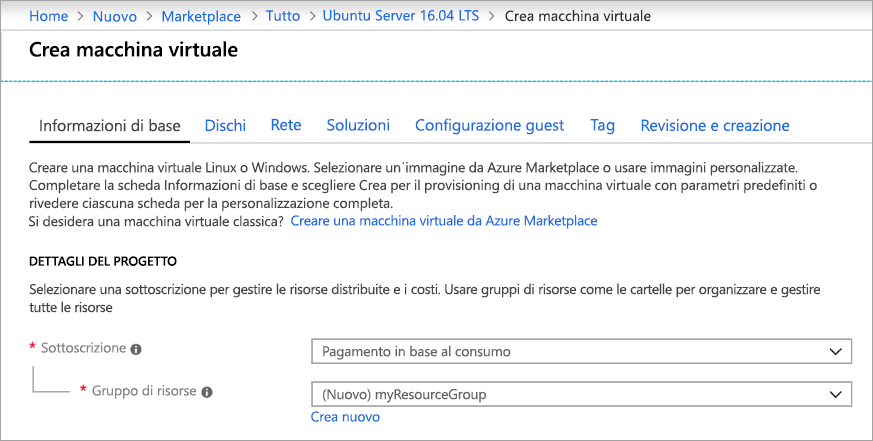 Home > Nuovo > Marketplace > Tutto > Ubuntu Server 16.04 LTS > Crea macchina virtuale
Crea macchina virtuale
Informazioni di base Dischi Rete Soluzioni Configurazione guest Tag Revisione e creazione
Creare una macchina virtuale Linux o Windows. Selezionare un'immagine da Azure Marketplace o usare immagini personalizzate.
Completare la scheda Informazioni di base e scegliere Crea per il provisioning di una macchina virtuale con parametri predefiniti o
rivedere ciascuna scheda per la personalizzazione completa.
Si desidera una macchina virtuale classica? Creare una macchina virtuale da Azure Marketplace
DETTAGLI DEL PROGETTO
Selezionare una sottoscrizione per gestire le risorse distribuite e i costi. Usare gruppi di risorse come le cartelle per organizzare e gestire
tutte le risorse
* Sottoscrizione Pagamento in base al consumo
* Gruppo di risorse (Nuovo) myResourceGroup
Crea nuovo